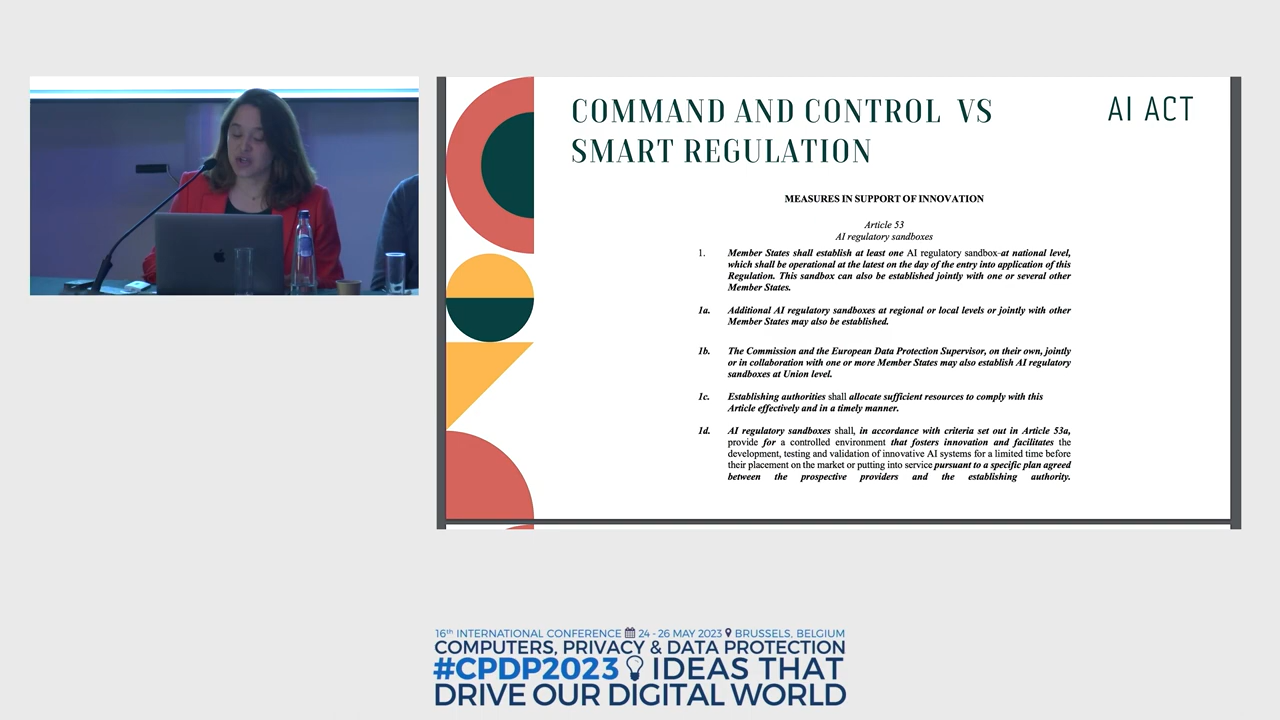 COMMAND AND CONTROL VS
SMART REGULATION
AI ACT
MEASURES IN SUPPORT OF INNOVATION
Article 53
AI regulatory sandboxes
1. Member States shall establish at least one AI regulatory sandbox-at national level,
which shall be operational at the latest on the day of the entry into application of this
Regulation. This sandbox can also be established jointly with one or several other
Member States.
1a. Additional AI regulatory sandboxes at regional or local levels or jointly with other
Member States may also be established.
1b. The Commission and the European Data Protection Supervisor, on their own, jointly
or in collaboration with one or more Member States may also establish AI regulatory
sandboxes at Union level.
1c. Establishing authorities shall allocate sufficient resources to comply with this
Article effectively and in a timely manner.
1d. AI regulatory sandboxes shall, in accordance with criteria set out in Article 53a,
provide for a controlled environment that fosters innovation and facilitates the
development, testing and validation of innovative AI systems for a limited time before
their placement on the market or putting into service pursuant to a specific plan agreed
between the prospective providers and the establishing authority.
16th INTERNATIONAL CONFERENCE 24 - 26 MAY 2023 BRUSSELS, BELGIUM
COMPUTERS, PRIVACY & DATA PROTECTION
#CPDP2023 IDEAS THAT
DRIVE OUR DIGITAL WORLD